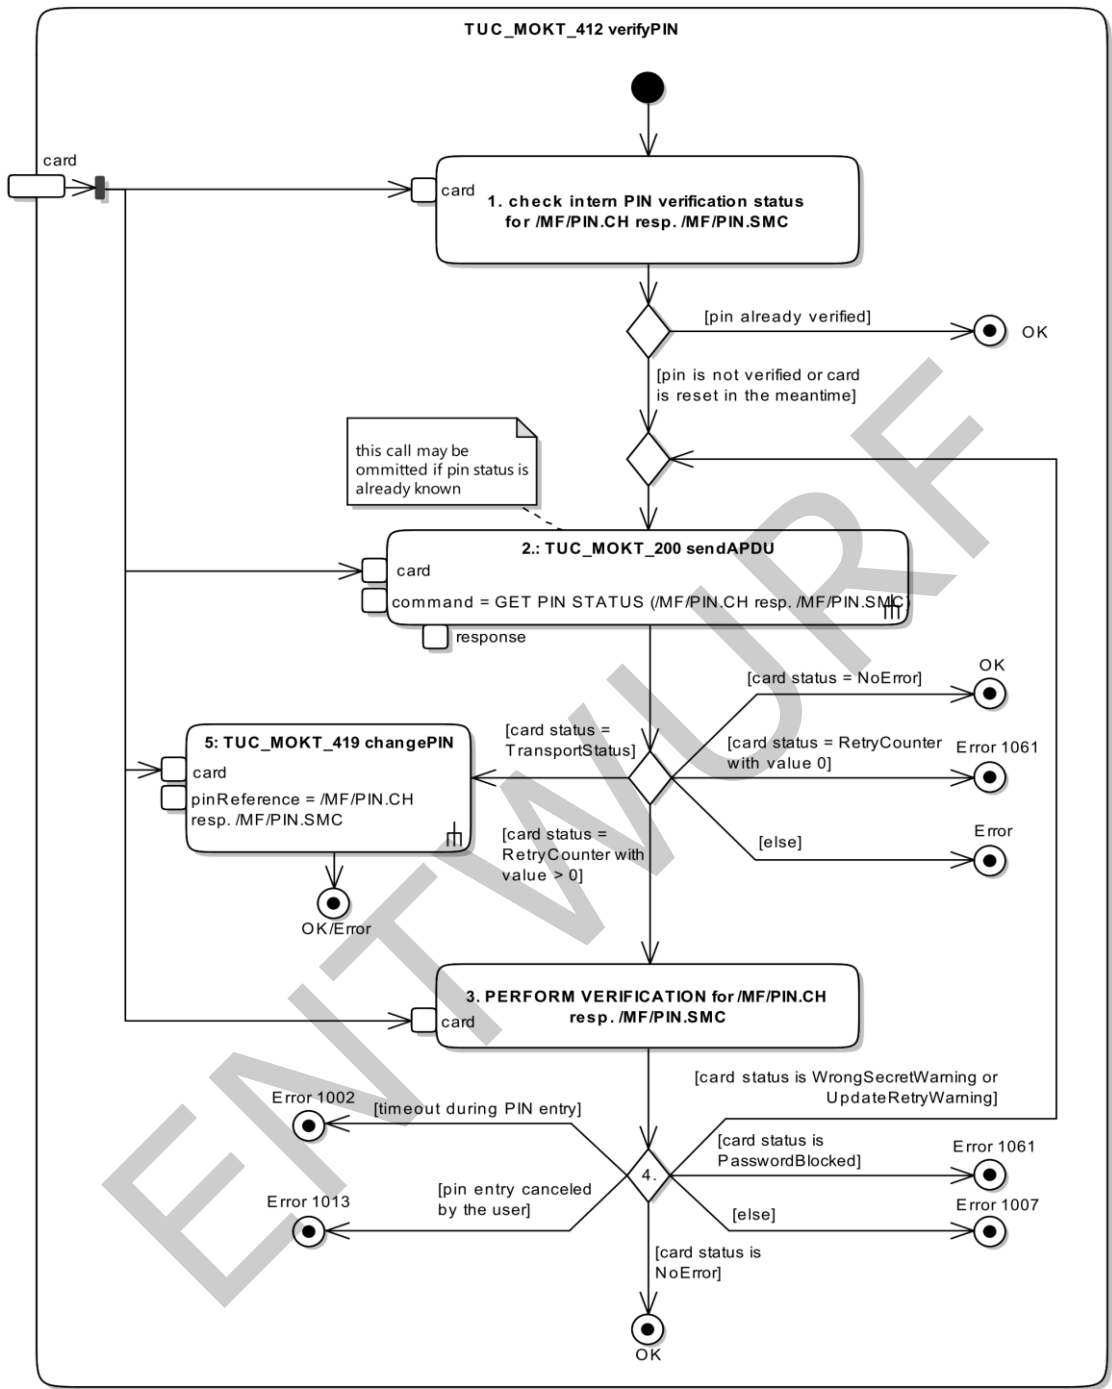 TUC_MOKT_412 verifyPIN
card
card
1. check intern PIN verification status
for /MF/PIN.CH resp. /MF/PIN.SMC
[pin already verified]
OK
[pin is not verified or card
is reset in the meantime]
this call may be
ommitted if pin status is
already known
2.: TUC_MOKT_200 sendAPDU
card
command = GET PIN STATUS (/MF/PIN.CH resp. /MF/PIN.SMC)
response
OK
[card status = NoError]
[card status =
TransportStatus]
[card status = RetryCounter
with value 0]
Error 1061
5: TUC_MOKT_419 changePIN
card
pinReference = /MF/PIN.CH
resp. /MF/PIN.SMC
[card status =
RetryCounter with
value > 0]
[else]
Error
OK/Error
3. PERFORM VERIFICATION for /MF/PIN.CH
resp. /MF/PIN.SMC
card
[card status is WrongSecretWarning or
UpdateRetryWarning]
Error 1002
[timeout during PIN entry]
[card status is
PasswordBlocked]
Error 1061
4.
Error 1013
[pin entry canceled
by the user]
[else]
Error 1007
[card status is
NoError]
OK
ENTWURF